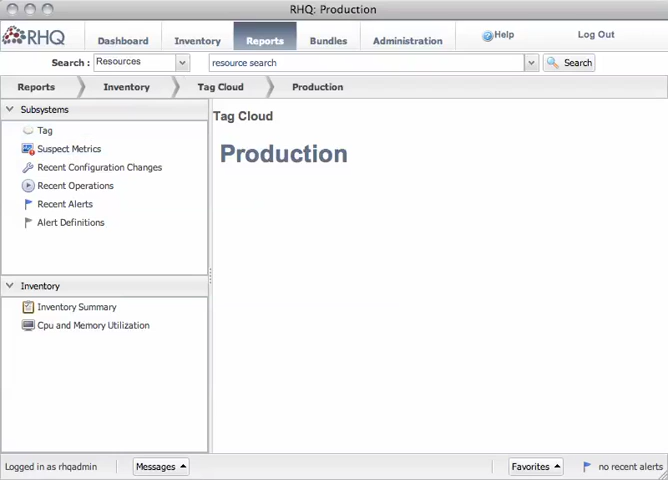 RHQ: Production
RHQ
Dashboard Inventory Reports Bundles Administration Help Log Out
Search : Resources resource search Search
Reports Inventory Tag Cloud Production
Subsystems
Tag
Suspect Metrics
Recent Configuration Changes
Recent Operations
Recent Alerts
Alert Definitions
Inventory
Inventory Summary
Cpu and Memory Utilization
Tag Cloud
Production
Logged in as rhqadmin Messages Favorites no recent alerts